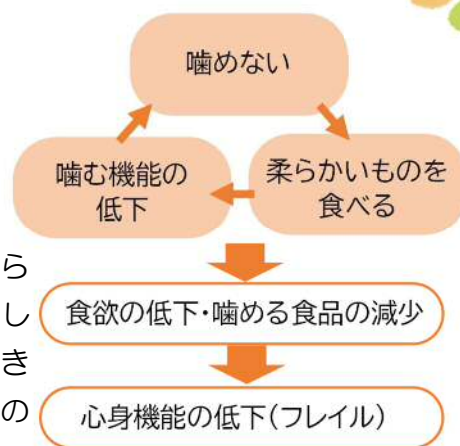 噛めない
柔らかいものを
食べる
噛む機能の
低下
食欲の低下・噛める食品の減少
心身機能の低下(フレイル)
ら
し
き
の